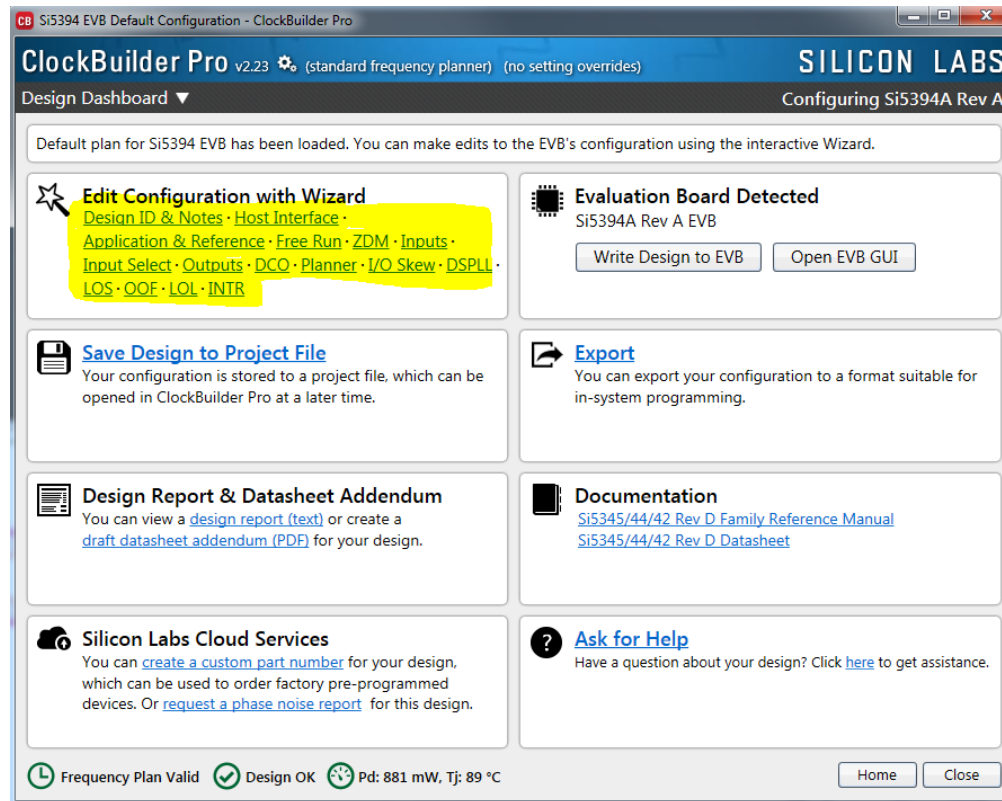 CB Si5394 EVB Default Configuration - ClockBuilder Pro
ClockBuilder Pro v2.23 (standard frequency planner) (no setting overrides) SILICON LABS
Design Dashboard ▼ Configuring Si5394A Rev A
Default plan for Si5394 EVB has been loaded. You can make edits to the EVB's configuration using the interactive Wizard.
Edit Configuration with Wizard
Design ID & Notes · Host Interface ·
Application & Reference · Free Run · ZDM · Inputs ·
Input Select · Outputs · DCO · Planner · I/O Skew · DSPLL ·
LOS · OOF · LOL · INTR
Evaluation Board Detected
Si5394A Rev A EVB
Write Design to EVB Open EVB GUI
Save Design to Project File
Your configuration is stored to a project file, which can be
opened in ClockBuilder Pro at a later time.
Export
You can export your configuration to a format suitable for
in-system programming.
Design Report & Datasheet Addendum
You can view a design report (text) or create a
draft datasheet addendum (PDF) for your design.
Documentation
Si5345/44/42 Rev D Family Reference Manual
Si5345/44/42 Rev D Datasheet
Silicon Labs Cloud Services
You can create a custom part number for your design,
which can be used to order factory pre-programmed
devices. Or request a phase noise report for this design.
Ask for Help
Have a question about your design? Click here to get assistance.
Frequency Plan Valid Design OK Pd: 881 mW, Tj: 89 °C Home Close